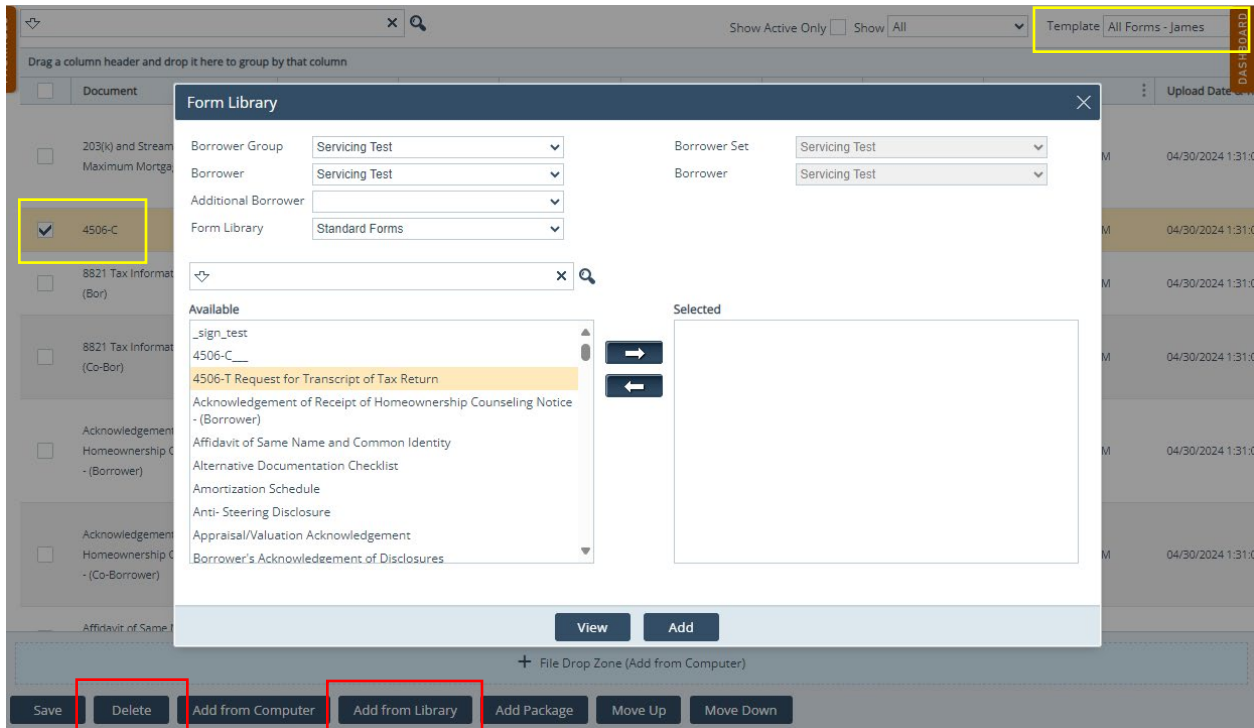 Show Active Only Show All Template All Forms - James
DASHBOARD
Drag a column header and drop it here to group by that column
Document Upload Date
Form Library
Borrower Group Servicing Test Borrower Set Servicing Test
Borrower Servicing Test Borrower Servicing Test
Additional Borrower
Form Library Standard Forms
Available Selected
_sign_test
4506-C___
4506-T Request for Transcript of Tax Return
Acknowledgement of Receipt of Homeownership Counseling Notice
- (Borrower)
Affidavit of Same Name and Common Identity
Alternative Documentation Checklist
Amortization Schedule
Anti- Steering Disclosure
Appraisal/Valuation Acknowledgement
Borrower's Acknowledgement of Disclosures
View Add
203(k) and Stream
Maximum Mortga
M 04/30/2024 1:31:0
4506-C M 04/30/2024 1:31:0
8821 Tax Informat
(Bor)
M 04/30/2024 1:31:0
8821 Tax Informat
(Co-Bor)
M 04/30/2024 1:31:0
Acknowledgement
Homeownership C
- (Borrower)
M 04/30/2024 1:31:0
Acknowledgement
Homeownership C
- (Co-Borrower)
M 04/30/2024 1:31:0
Affidavit of Same
+ File Drop Zone (Add from Computer)
Save Delete Add from Computer Add from Library Add Package Move Up Move Down